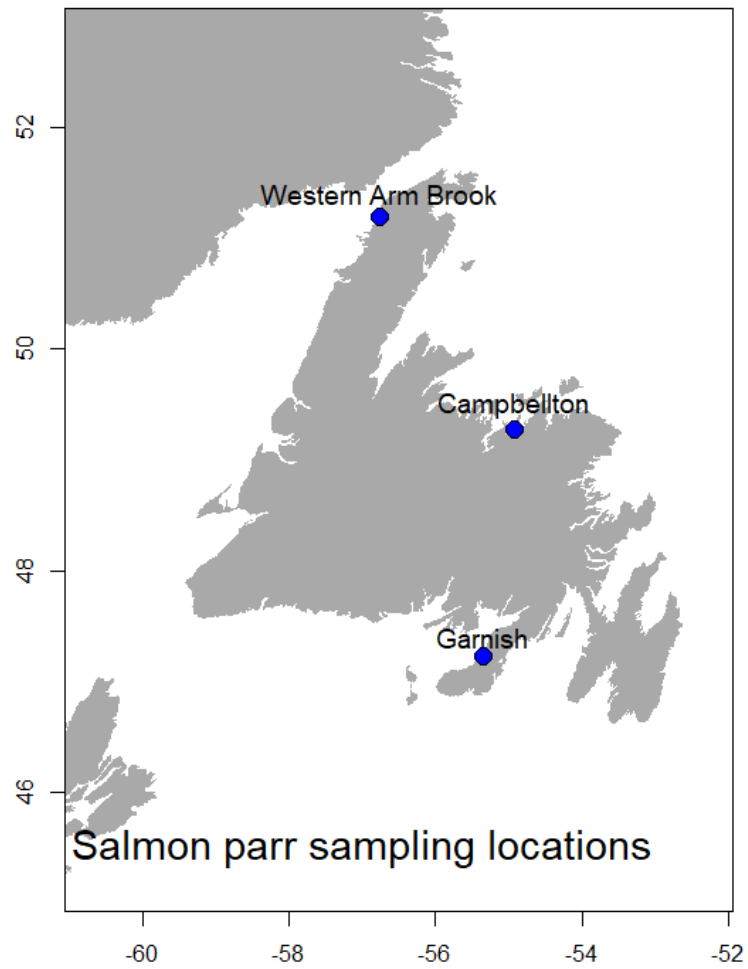 52
Western Arm Brook
50
Campbellton
48
Garnish
46
Salmon parr sampling locations
-60 -58 -56 -54 -52